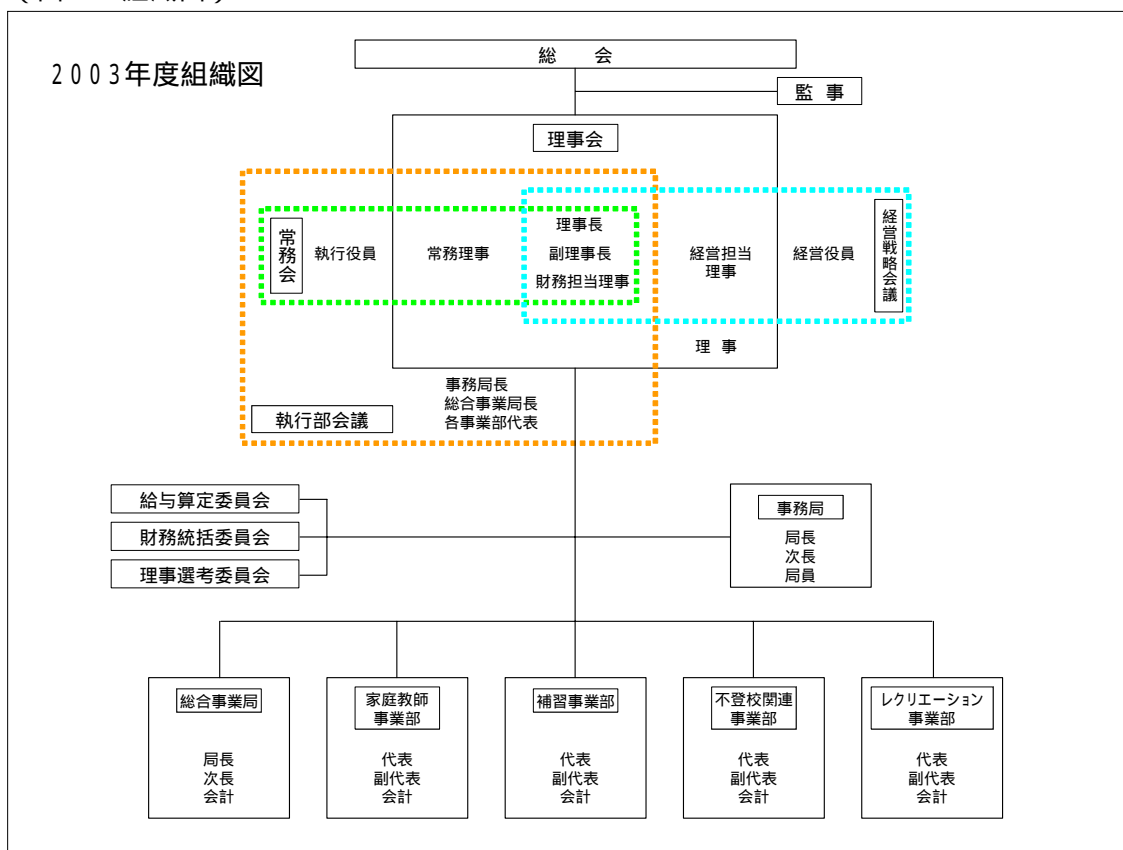 2003年度組織図
総 会
監 事
理事会
常務会
執行役員
常務理事
理事長
副理事長
財務担当理事
経営担当
理事
経営役員
経営戦略会議
理 事
事務局長
総合事業局長
各事業部代表
執行部会議
給与算定委員会
財務統括委員会
理事選考委員会
事務局
局長
次長
局員
総合事業局
局長
次長
会計
家庭教師
事業部
代表
副代表
会計
補習事業部
代表
副代表
会計
不登校関連
事業部
代表
副代表
会計
レクリエーション
事業部
代表
副代表
会計